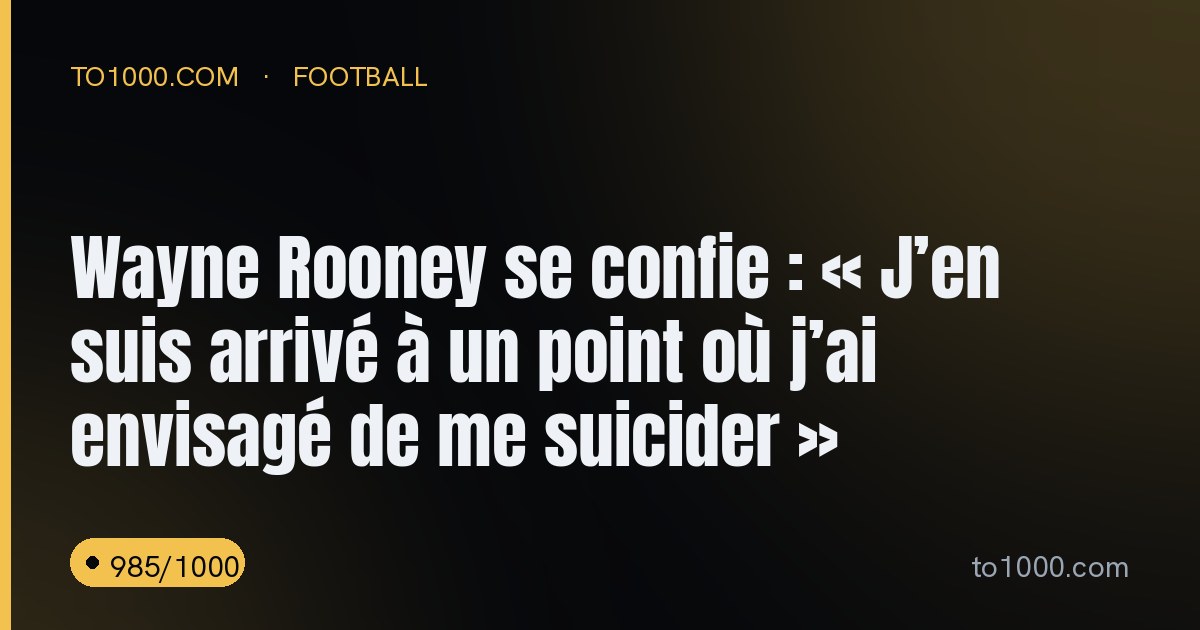 TO1000.COM · FOOTBALL
Wayne Rooney se confie : « J’en
suis arrivé à un point où j’ai
envisagé de me suicider »
985/1000
to1000.com